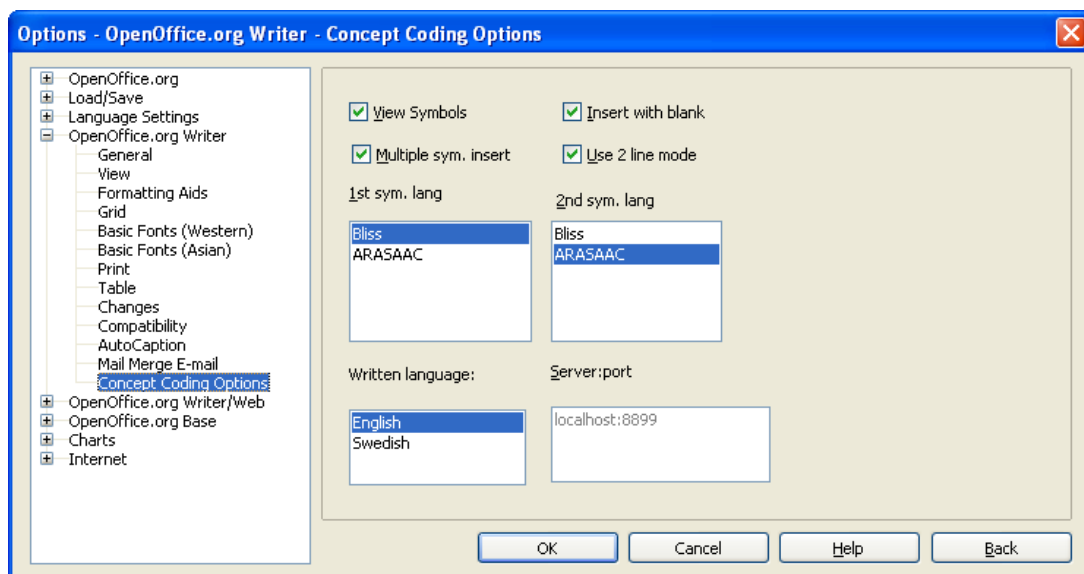 Options - OpenOffice.org Writer - Concept Coding Options
OpenOffice.org
Load/Save
Language Settings
OpenOffice.org Writer
General
View
Formatting Aids
Grid
Basic Fonts (Western)
Basic Fonts (Asian)
Print
Table
Changes
Compatibility
AutoCaption
Mail Merge E-mail
Concept Coding Options
OpenOffice.org Writer/Web
OpenOffice.org Base
Charts
Internet
View Symbols
Insert with blank
Multiple sym. insert
Use 2 line mode
1st sym. lang
2nd sym. lang
Bliss
ARASAAC
Bliss
ARASAAC
Written language:
Server:port
English
Swedish
localhost:8899
OK
Cancel
Help
Back